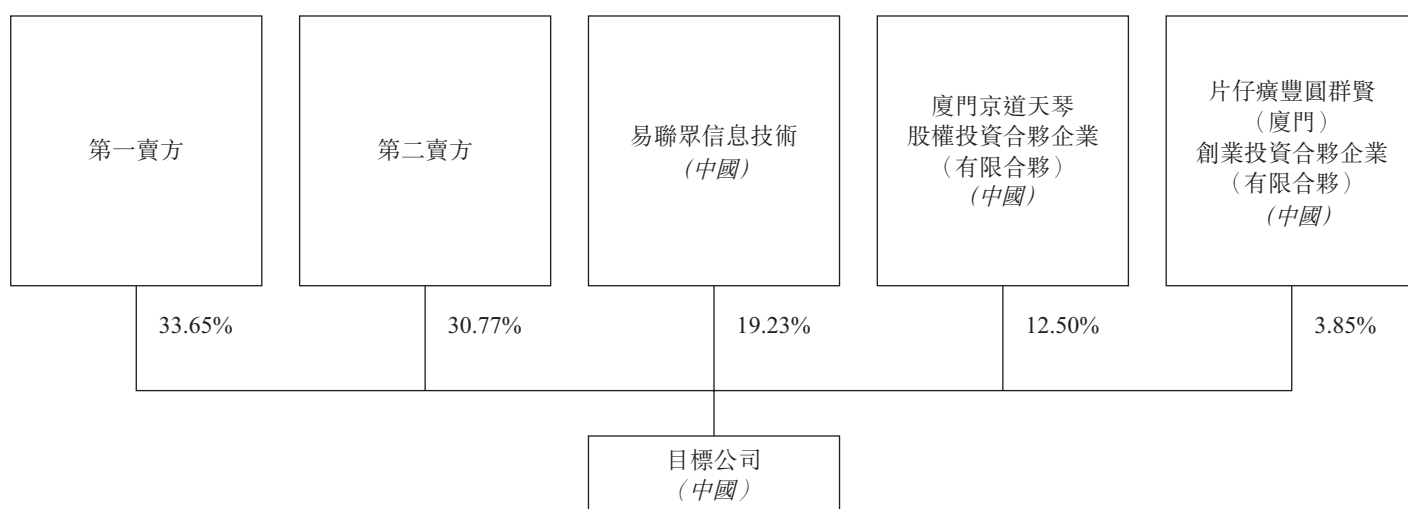 第一賣方
第二賣方
易聯眾信息技術
（中國）
廈門京道天琴
股權投資合夥企業
（有限合夥）
（中國）
片仔癀豐圓群賢
（廈門）
創業投資合夥企業
（有限合夥）
（中國）
33.65%
30.77%
19.23%
12.50%
3.85%
目標公司
（中國）